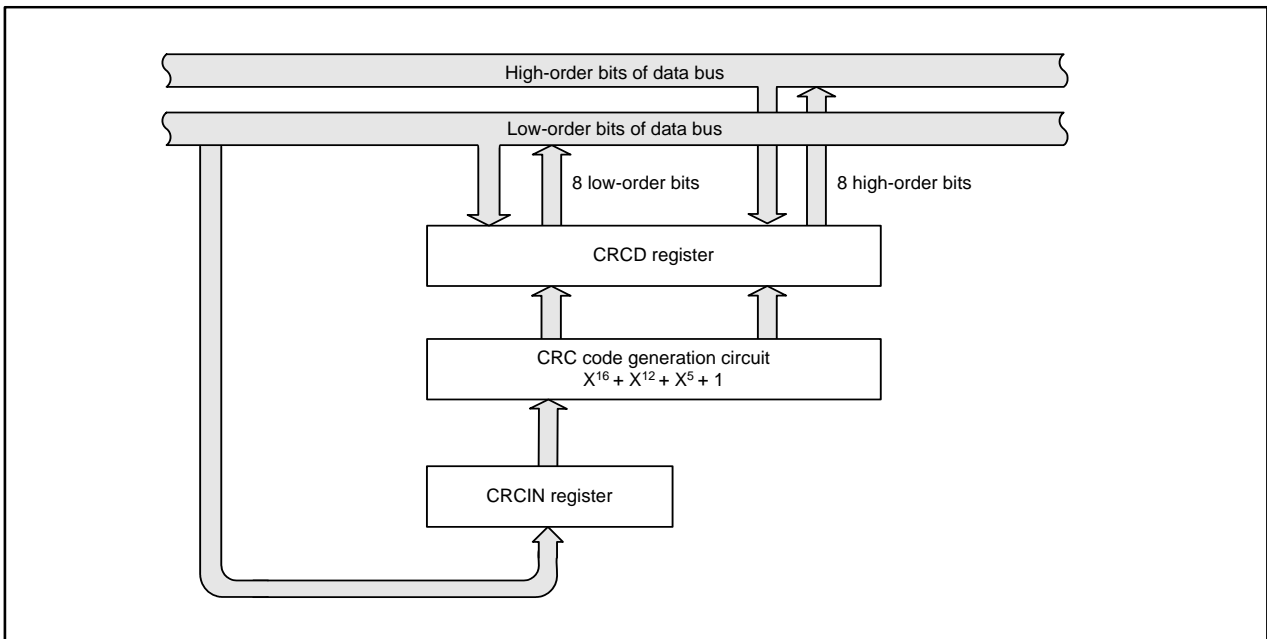 High-order bits of data bus
Low-order bits of data bus
8 low-order bits
8 high-order bits
CRCD register
CRC code generation circuit
X¹⁶ + X¹² + X⁵ + 1
CRCIN register